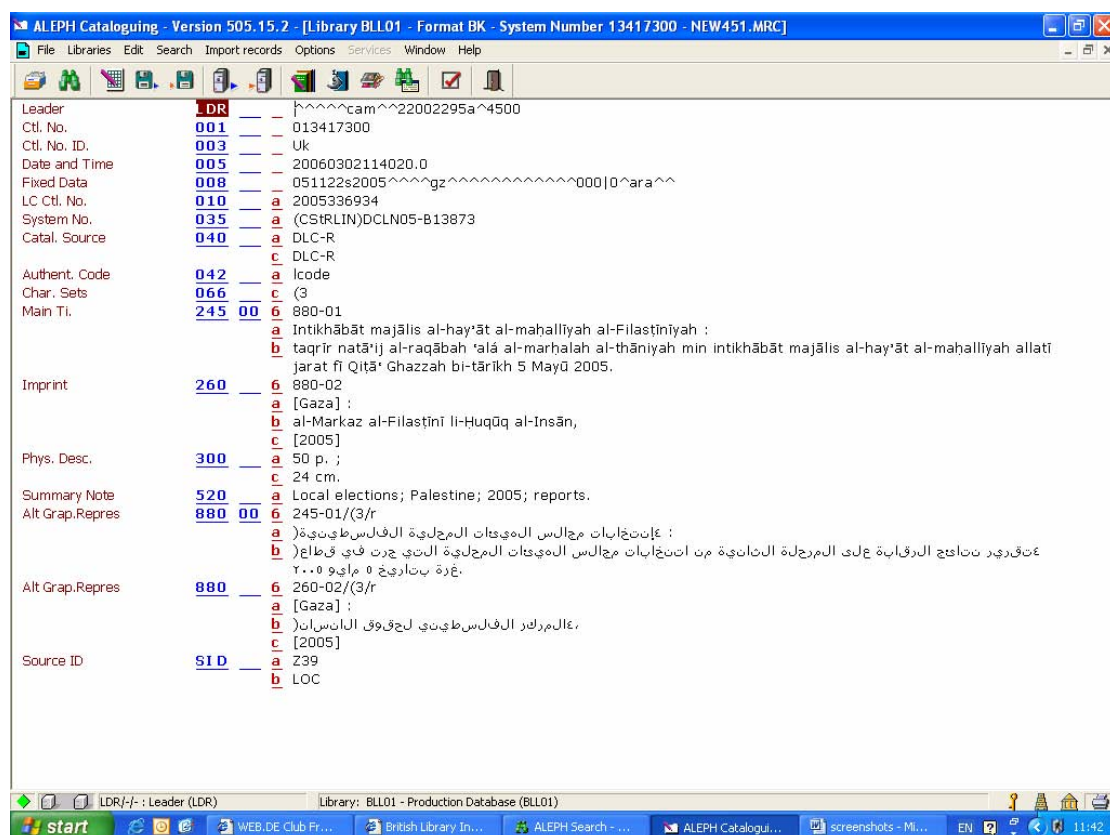 ALEPH Cataloguing - Version 505.15.2 - [Library BLL01 - Format BK - System Number 13417300 - NEW451.MRC]
File Libraries Edit Search Import records Options Services Window Help
Leader LDR ^^^^^cam^^22002295a^4500
Ctl. No. 001 013417300
Ctl. No. ID. 003 Uk
Date and Time 005 20060302114020.0
Fixed Data 008 051122s2005^^^^gz^^^^^^^^^^^^^000|0^ara^^
LC Ctl. No. 010 a 2005336934
System No. 035 a (CStRLIN)DCLN05-B13873
Catal. Source 040 a DLC-R
c DLC-R
Authent. Code 042 a lcode
Char. Sets 066 c (3
Main Ti. 245 00 6 880-01
a Intikhābāt majālis al-hay'āt al-maḥallīyah al-Filasṭīnīyah :
b taqrīr natā'ij al-raqābah 'alá al-marḥalah al-thāniyah min intikhābāt majālis al-hay'āt al-maḥallīyah allatī
jarat fī Qiṭā' Ghazzah bi-tārīkh 5 Mayū 2005.
Imprint 260 6 880-02
a [Gaza] :
b al-Markaz al-Filasṭīnī li-Ḥuqūq al-Insān,
c [2005]
Phys. Desc. 300 a 50 p. ;
c 24 cm.
Summary Note 520 a Local elections; Palestine; 2005; reports.
Alt Grap.Repres 880 00 6 245-01/(3/r
a )٤إنتخابات مجالس الهيئات المحلية الفلسطينية :
b )٤تقرير نتائج الرقابة على المرحلة الثانية من انتخابات مجالس الهيئات المحلية التي جرت في قطاع
غزة بتاريخ ٥ مايو ٢٠٠٥.
Alt Grap.Repres 880 6 260-02/(3/r
a [Gaza] :
b )٤المركز الفلسطيني لحقوق الانسان،
c [2005]
Source ID SID a Z39
b LOC
LDR/-/- : Leader (LDR) Library: BLL01 - Production Database (BLL01)
start WEB.DE Club Fr... British Library In... ALEPH Search - ... ALEPH Catalogui... screenshots - Mi... EN 11:42